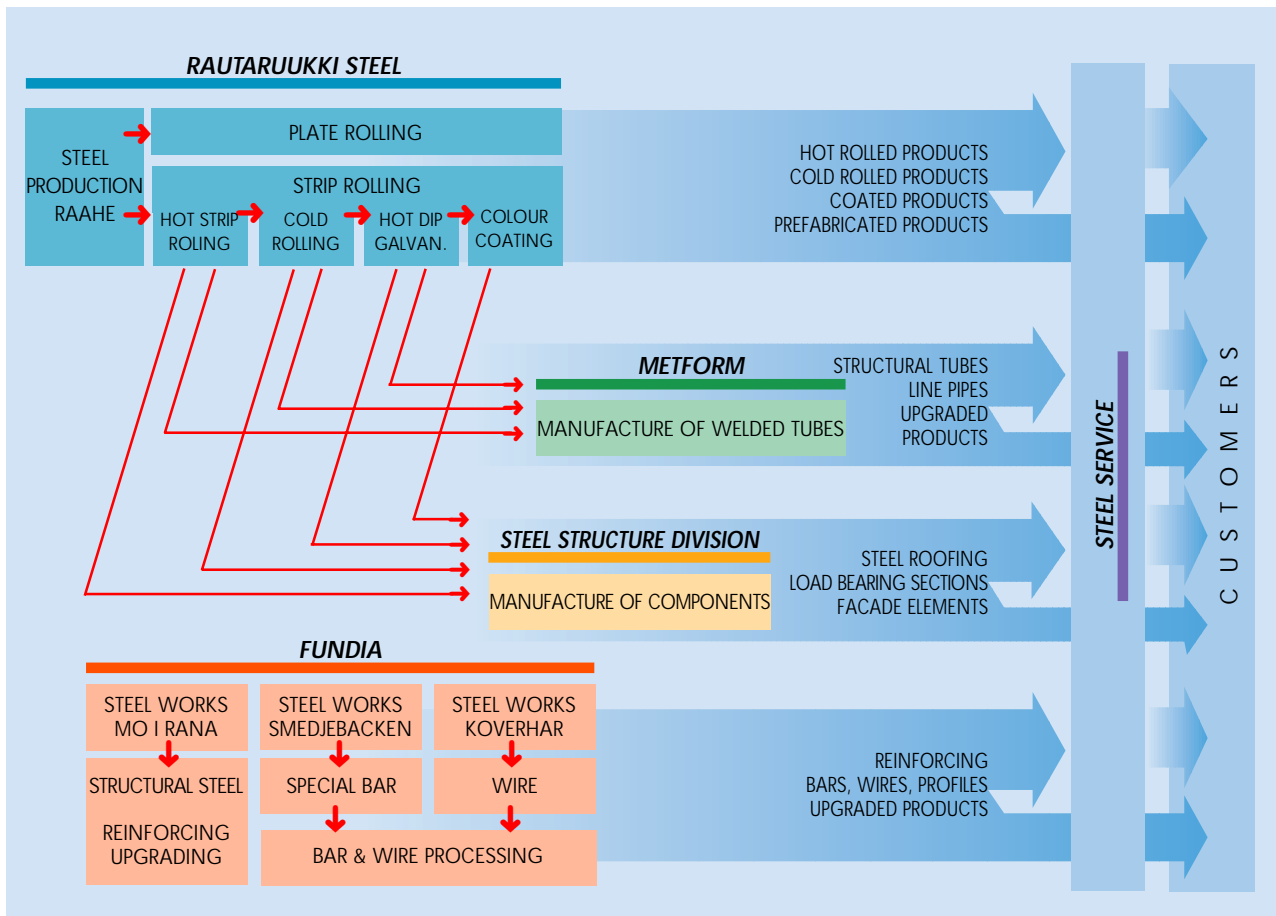 RAUTARUUKKI STEEL
STEEL
PRODUCTION
RAAHE
PLATE ROLLING
STRIP ROLLING
HOT STRIP
ROLING
COLD
ROLLING
HOT DIP
GALVAN.
COLOUR
COATING
HOT ROLLED PRODUCTS
COLD ROLLED PRODUCTS
COATED PRODUCTS
PREFABRICATED PRODUCTS
METFORM
MANUFACTURE OF WELDED TUBES
STRUCTURAL TUBES
LINE PIPES
UPGRADED
PRODUCTS
STEEL STRUCTURE DIVISION
MANUFACTURE OF COMPONENTS
STEEL ROOFING
LOAD BEARING SECTIONS
FACADE ELEMENTS
FUNDIA
STEEL WORKS
MO I RANA
STEEL WORKS
SMEDJEBACKEN
STEEL WORKS
KOVERHAR
STRUCTURAL STEEL
REINFORCING
UPGRADING
SPECIAL BAR
WIRE
BAR & WIRE PROCESSING
REINFORCING
BARS, WIRES, PROFILES
UPGRADED PRODUCTS
STEEL SERVICE
CUSTOMERS